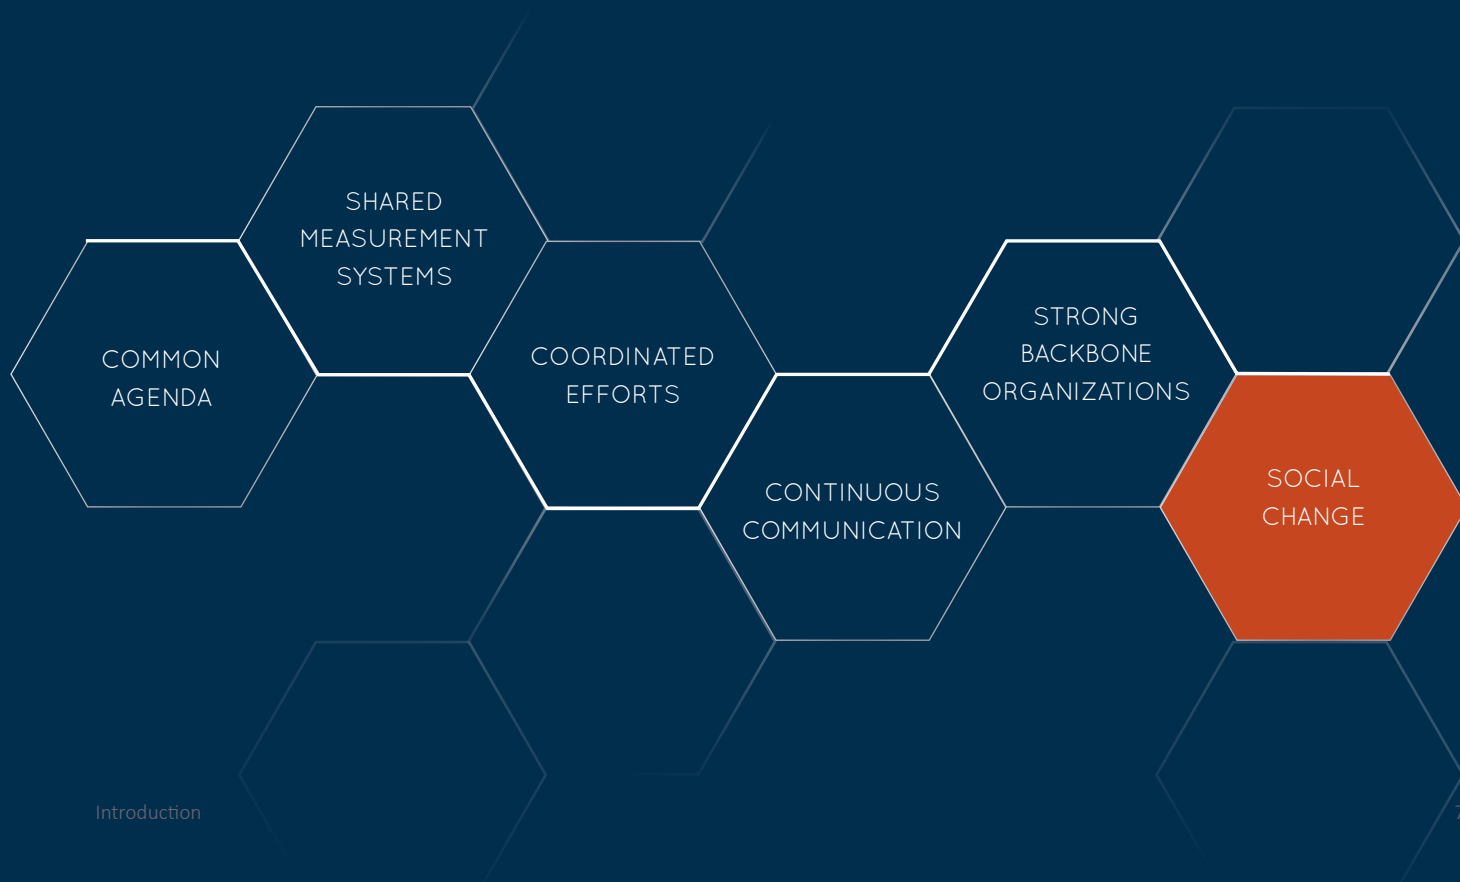 COMMON
AGENDA
SHARED
MEASUREMENT
SYSTEMS
COORDINATED
EFFORTS
CONTINUOUS
COMMUNICATION
STRONG
BACKBONE
ORGANIZATIONS
SOCIAL
CHANGE
Introduction